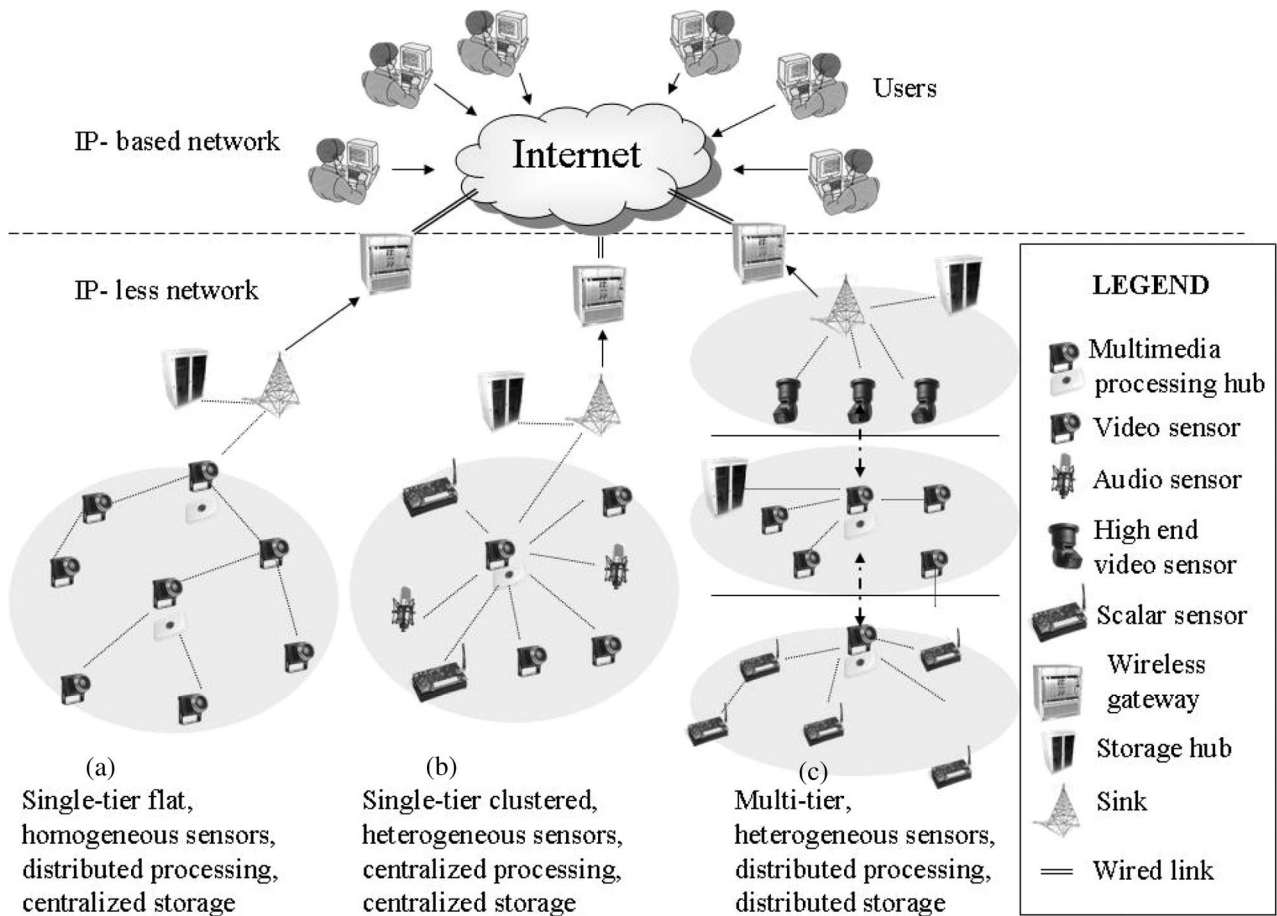 Users
IP- based network
Internet
IP- less network
LEGEND
Multimedia
processing hub
Video sensor
Audio sensor
High end
video sensor
Scalar sensor
Wireless
gateway
Storage hub
Sink
Wired link
(a)
Single-tier flat,
homogeneous sensors,
distributed processing,
centralized storage
(b)
Single-tier clustered,
heterogeneous sensors,
centralized processing,
centralized storage
(c)
Multi-tier,
heterogeneous sensors,
distributed processing,
distributed storage